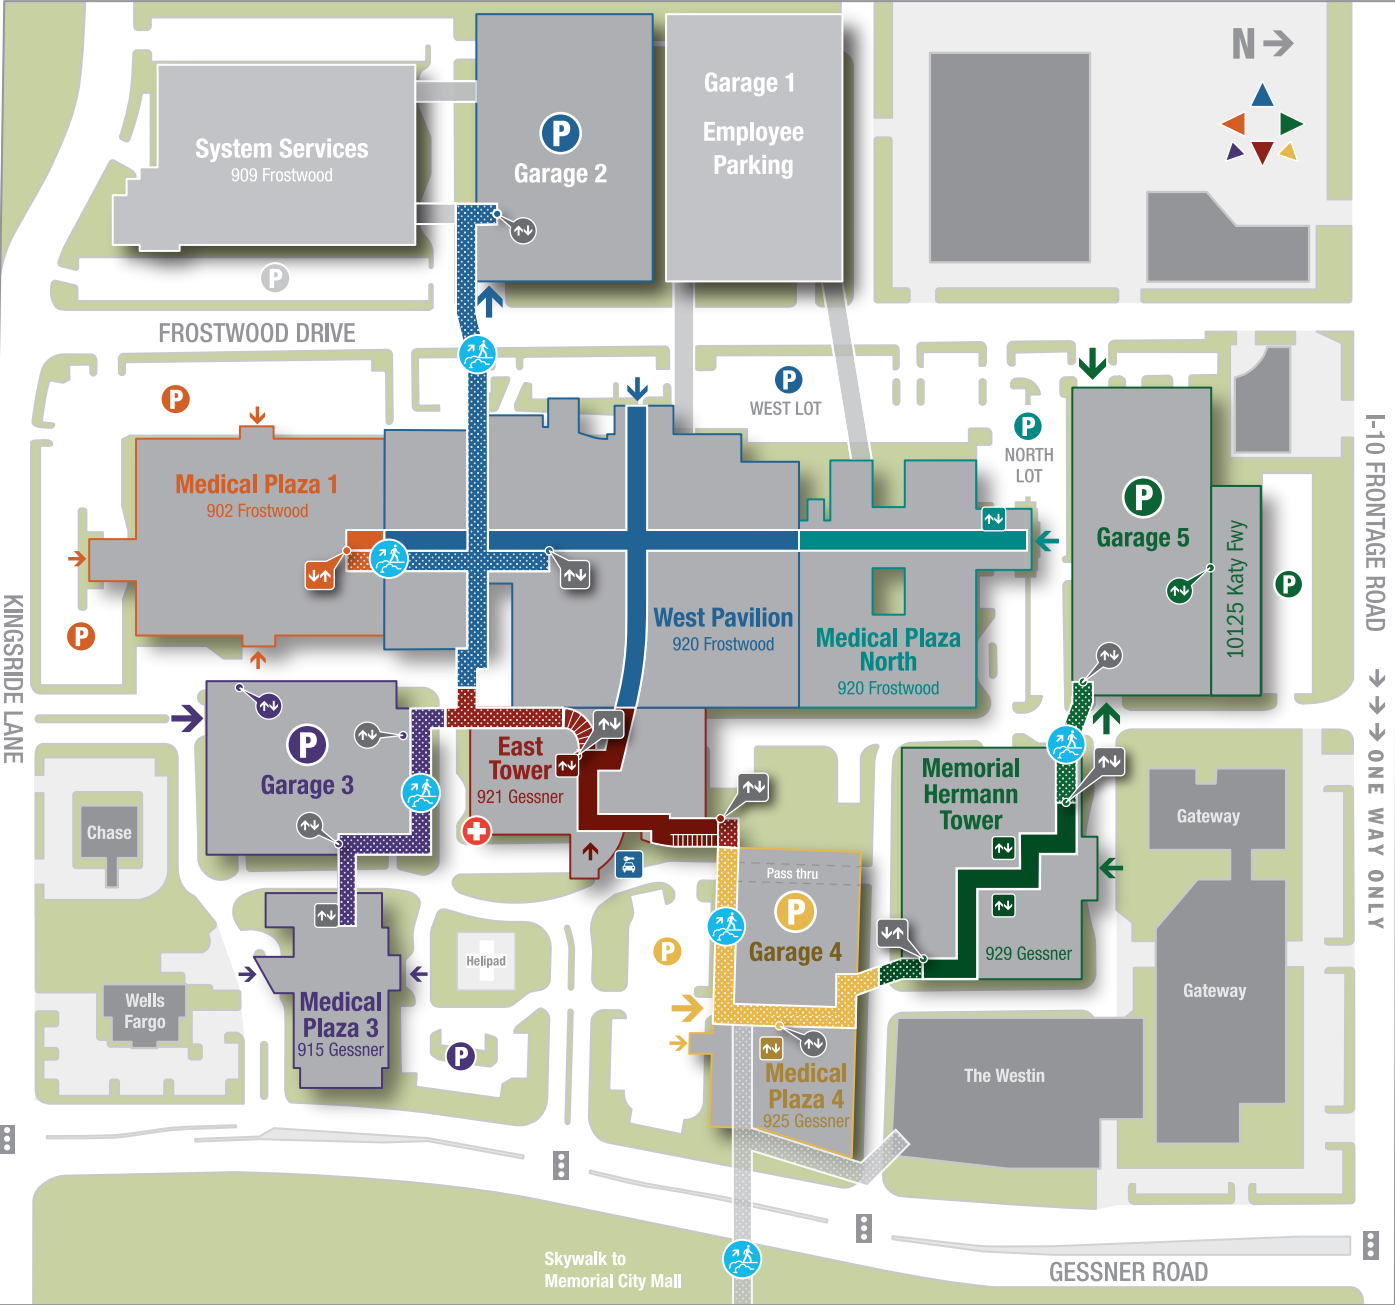 Garage 1
Employee
Parking
N
P
Garage 2
System Services
909 Frostwood
P
FROSTWOOD DRIVE
P
P
WEST LOT
P
NORTH
LOT
Medical Plaza 1
902 Frostwood
P
Garage 5
10125 Katy Fwy
P
P
West Pavilion
920 Frostwood
Medical Plaza
North
920 Frostwood
KINGSRIDE LANE
I-10 FRONTAGE ROAD
ONE WAY ONLY
P
Garage 3
East
Tower
921 Gessner
Memorial
Hermann
Tower
929 Gessner
Gateway
Chase
Pass thru
P
Garage 4
P
Helipad
Gateway
Wells
Fargo
Medical
Plaza 3
915 Gessner
P
Medical
Plaza 4
925 Gessner
The Westin
Skywalk to
Memorial City Mall
GESSNER ROAD